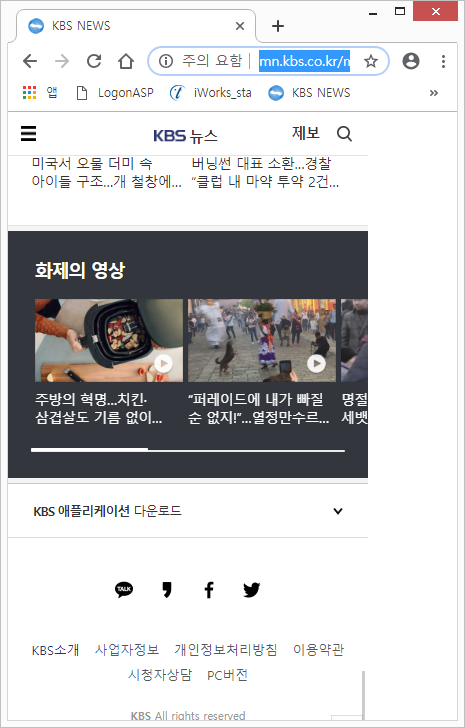 KBS NEWS
주의 요함 | mn.kbs.co.kr/n
앱 LogonASP iWorks_sta KBS NEWS »
KBS 뉴스 제보
미국서 오물 더미 속
아이들 구조...개 철창에...
버닝썬 대표 소환...경찰
“클럽 내 마약 투약 2건...
화제의 영상
주방의 혁명...치킨·
삼겹살도 기름 없이...
“퍼레이드에 내가 빠질
순 없지!”...열정만수르...
명절
세뱃
KBS 애플리케이션 다운로드
TALK
KBS소개 사업자정보 개인정보처리방침 이용약관
시청자상담 PC버전
KBS All rights reserved